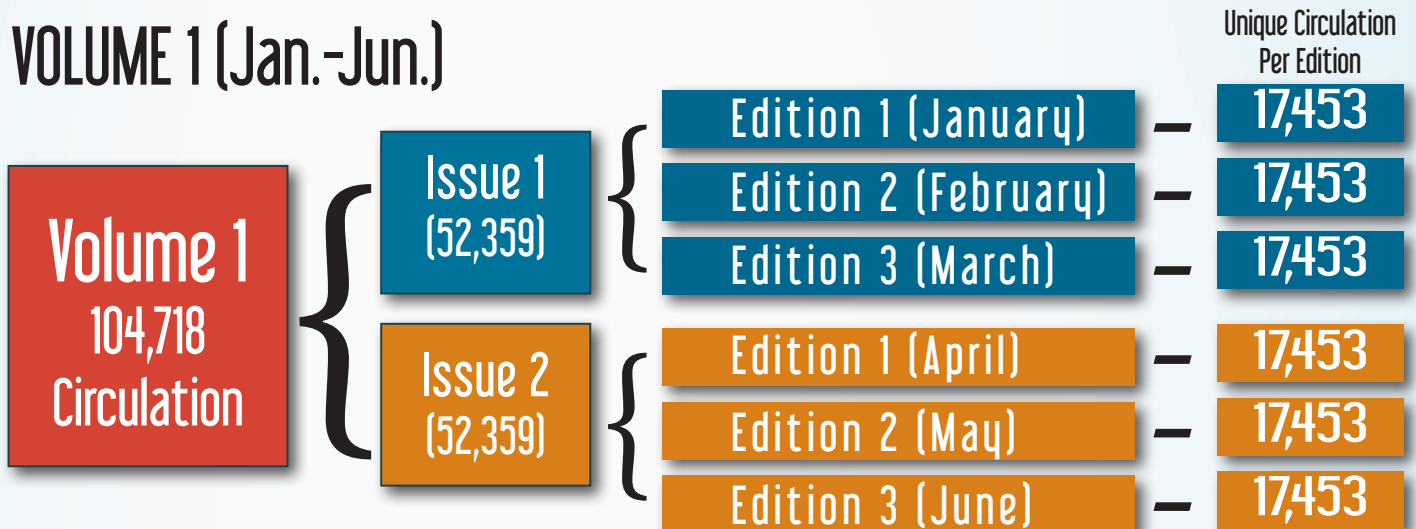 VOLUME 1 (Jan.-Jun.)
Unique Circulation
Per Edition
Volume 1
104,718
Circulation
Issue 1
(52,359)
Edition 1 (January) – 17,453
Edition 2 (February) – 17,453
Edition 3 (March) – 17,453
Issue 2
(52,359)
Edition 1 (April) – 17,453
Edition 2 (May) – 17,453
Edition 3 (June) – 17,453